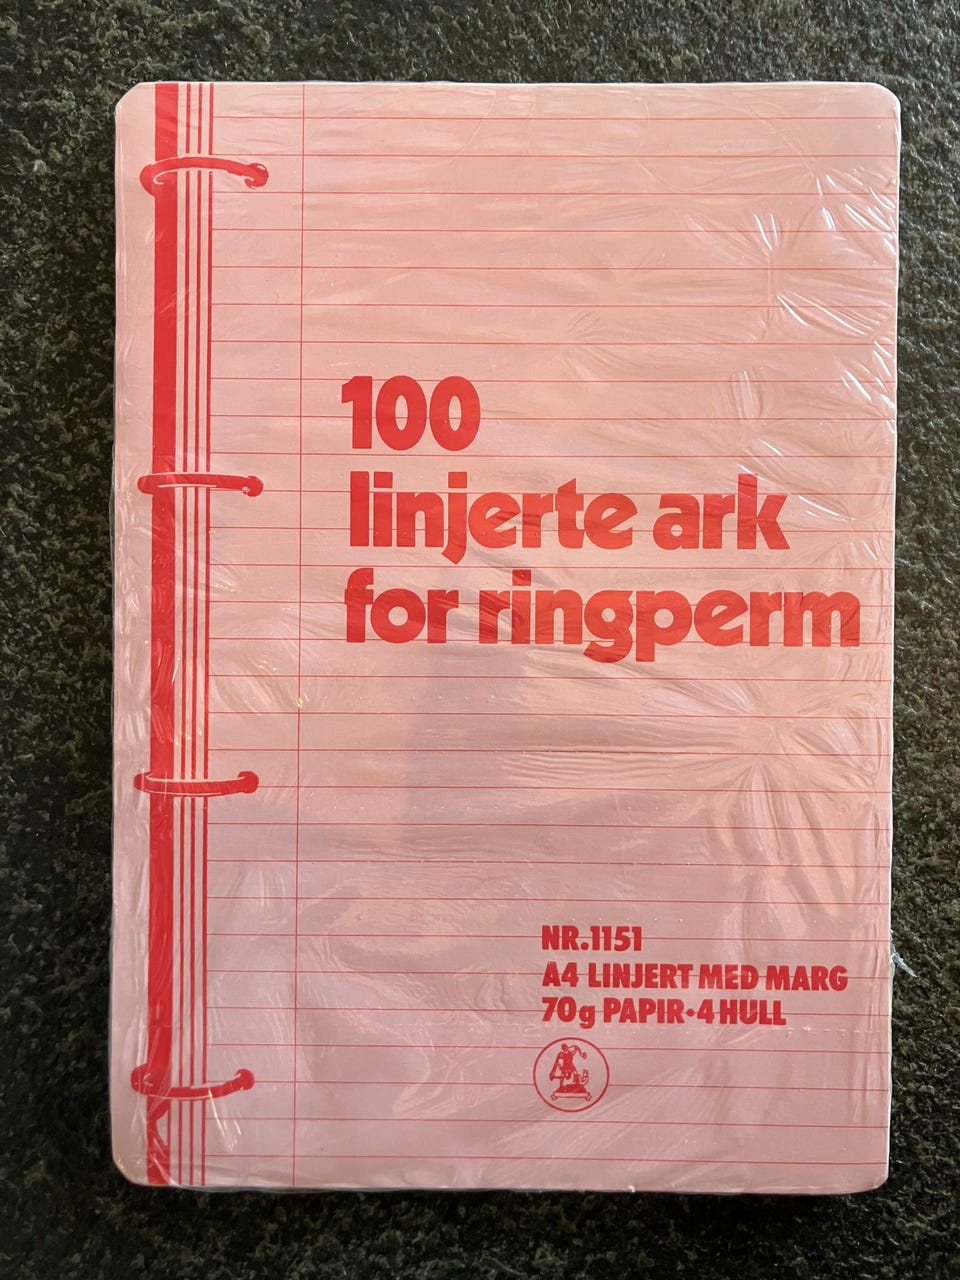 100
linjerte ark
for ringperm
NR.1151
A4 LINJERT MED MARG
70g PAPIR•4 HULL